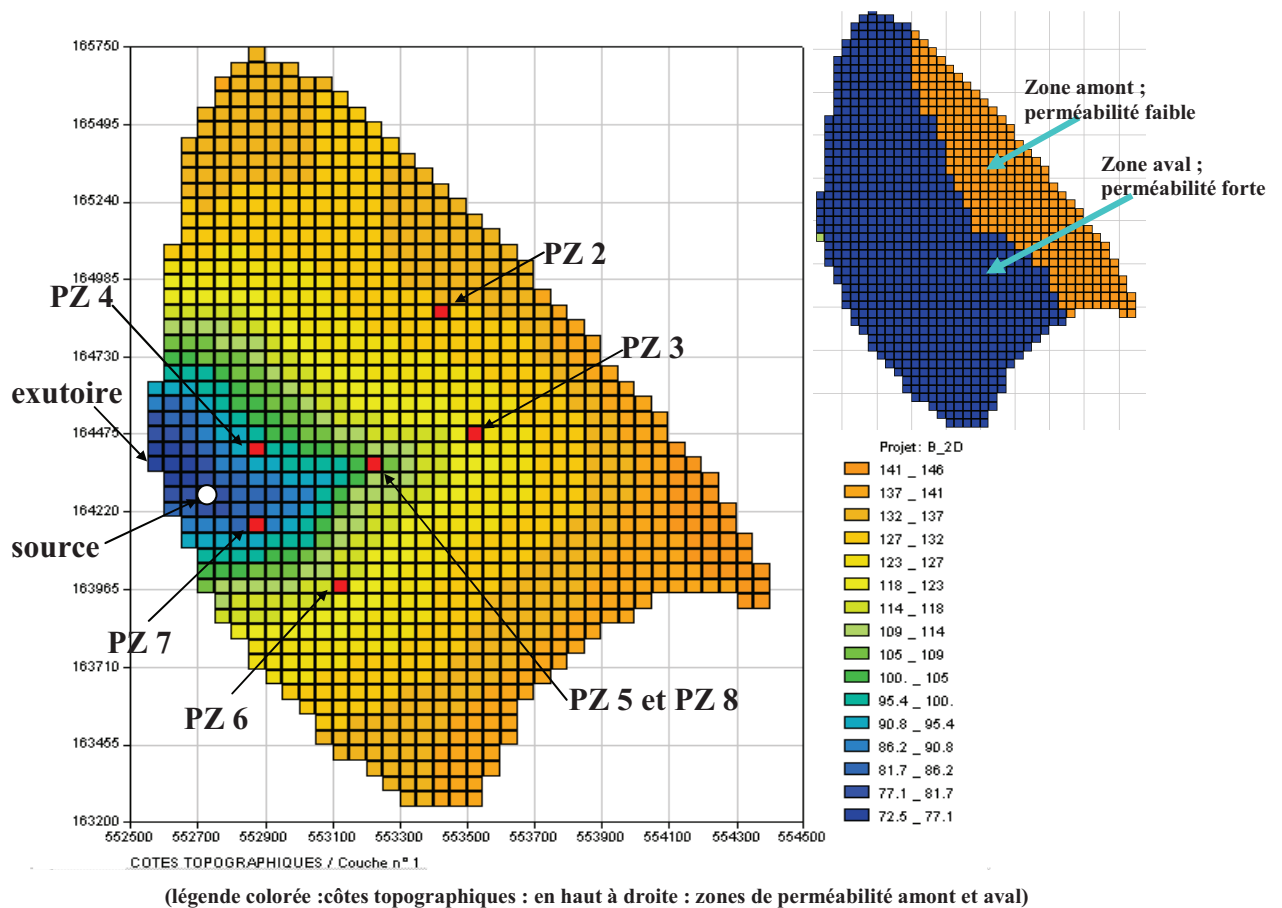 165750
165495
165240
164985
164730
164475
164220
163965
163710
163455
163200
552500
552700
552900
553100
553300
553500
553700
553900
554100
554300
554500
COTES TOPOGRAPHIQUES / Couche n° 1
PZ 2
PZ 4
PZ 3
exutoire
source
PZ 7
PZ 6
PZ 5 et PZ 8
Zone amont ;
perméabilité faible
Zone aval ;
perméabilité forte
Projet: B_2D
141 _ 146
137 _ 141
132 _ 137
127 _ 132
123 _ 127
118 _ 123
114 _ 118
109 _ 114
105 _ 109
100. _ 105
95.4 _ 100.
90.8 _ 95.4
86.2 _ 90.8
81.7 _ 86.2
77.1 _ 81.7
72.5 _ 77.1
(légende colorée :côtes topographiques : en haut à droite : zones de perméabilité amont et aval)